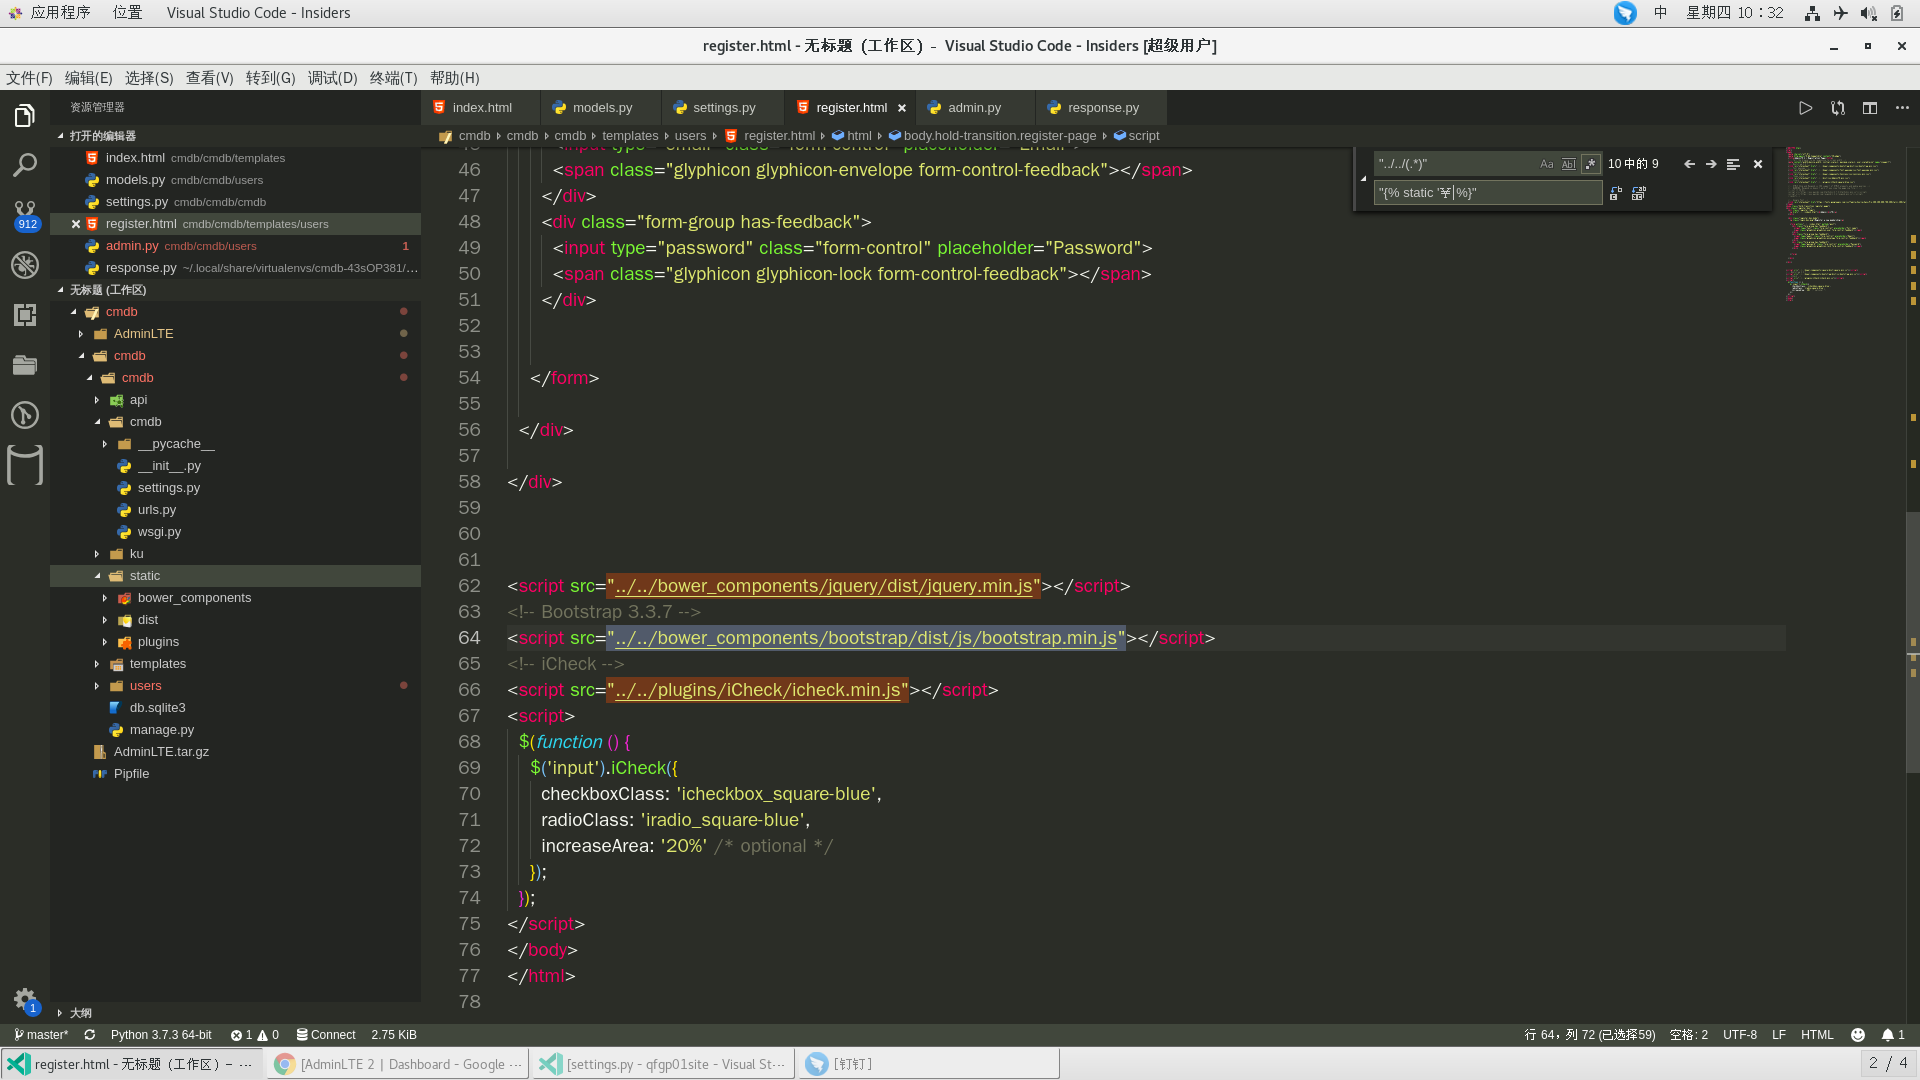 应用程序 位置 Visual Studio Code - Insiders 中 星期四 10：32
register.html - 无标题 (工作区) - Visual Studio Code - Insiders [超级用户]
文件(F) 编辑(E) 选择(S) 查看(V) 转到(G) 调试(D) 终端(T) 帮助(H)
资源管理器
打开的编辑器
index.html cmdb/cmdb/templates
models.py cmdb/cmdb/users
settings.py cmdb/cmdb/cmdb
register.html cmdb/cmdb/templates/users
admin.py cmdb/cmdb/users 1
response.py ~/.local/share/virtualenvs/cmdb-43sOP381/...
912
无标题 (工作区)
cmdb
AdminLTE
cmdb
cmdb
api
cmdb
__pycache__
__init__.py
settings.py
urls.py
wsgi.py
ku
static
bower_components
dist
plugins
templates
users
db.sqlite3
manage.py
AdminLTE.tar.gz
Pipfile
大纲
1
index.html models.py settings.py register.html admin.py response.py
cmdb cmdb cmdb templates users register.html html body.hold-transition.register-page script
"../../(.*)" Aa Abl .* 10 中的 9
"{% static '￥ %}"
46 <span class="glyphicon glyphicon-envelope form-control-feedback"></span>
47 </div>
48 <div class="form-group has-feedback">
49 <input type="password" class="form-control" placeholder="Password">
50 <span class="glyphicon glyphicon-lock form-control-feedback"></span>
51 </div>
52
53
54 </form>
55
56 </div>
57
58 </div>
59
60
61
62 <script src="../../bower_components/jquery/dist/jquery.min.js"></script>
63 <!-- Bootstrap 3.3.7 -->
64 <script src="../../bower_components/bootstrap/dist/js/bootstrap.min.js"></script>
65 <!-- iCheck -->
66 <script src="../../plugins/iCheck/icheck.min.js"></script>
67 <script>
68 $(function () {
69 $('input').iCheck({
70 checkboxClass: 'icheckbox_square-blue',
71 radioClass: 'iradio_square-blue',
72 increaseArea: '20%' /* optional */
73 });
74 });
75 </script>
76 </body>
77 </html>
78
master* Python 3.7.3 64-bit 1 0 Connect 2.75 KiB 行 64，列 72 (已选择59) 空格: 2 UTF-8 LF HTML 1
register.html - 无标题 (工作区) - ··· [AdminLTE 2 | Dashboard - Google ··· [settings.py - qfgp01site - Visual St··· [钉钉] 2 / 4